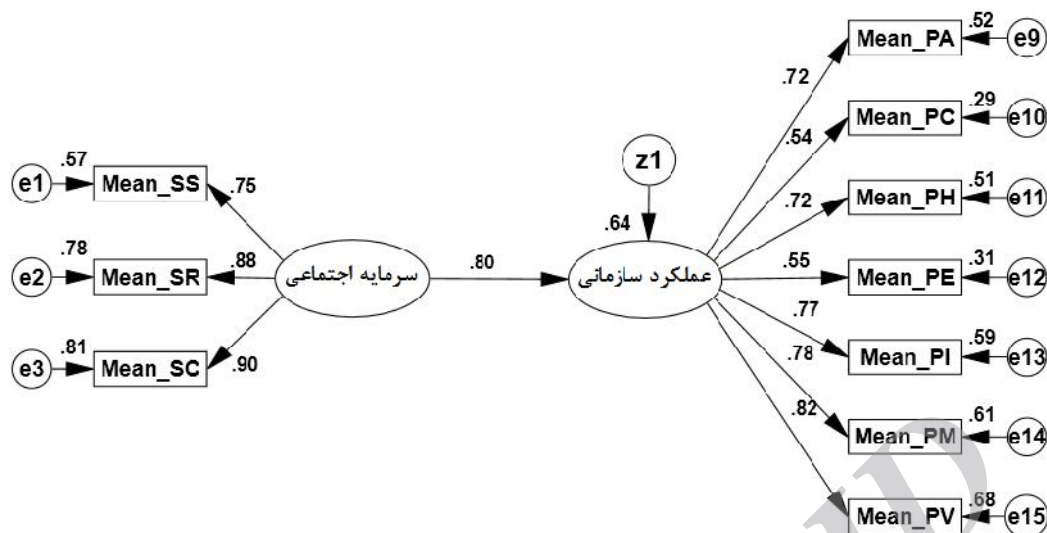 .57
e1
Mean_SS
.75
.78
e2
Mean_SR
.88
.81
e3
Mean_SC
.90
سرمایه اجتماعی
.80
z1
.64
عملکرد سازمانی
.72
Mean_PA
.52
e9
.54
Mean_PC
.29
e10
.72
Mean_PH
.51
e11
.55
Mean_PE
.31
e12
.77
Mean_PI
.59
e13
.78
Mean_PM
.61
e14
.82
Mean_PV
.68
e15